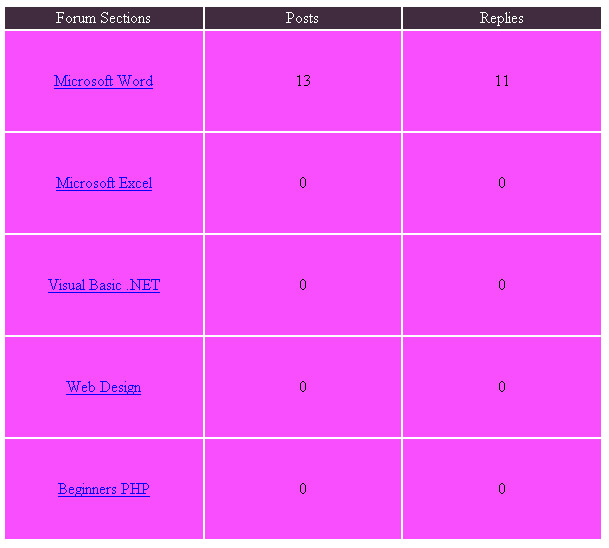 Forum Sections Posts Replies
Microsoft Word 13 11
Microsoft Excel 0 0
Visual Basic .NET 0 0
Web Design 0 0
Beginners PHP 0 0